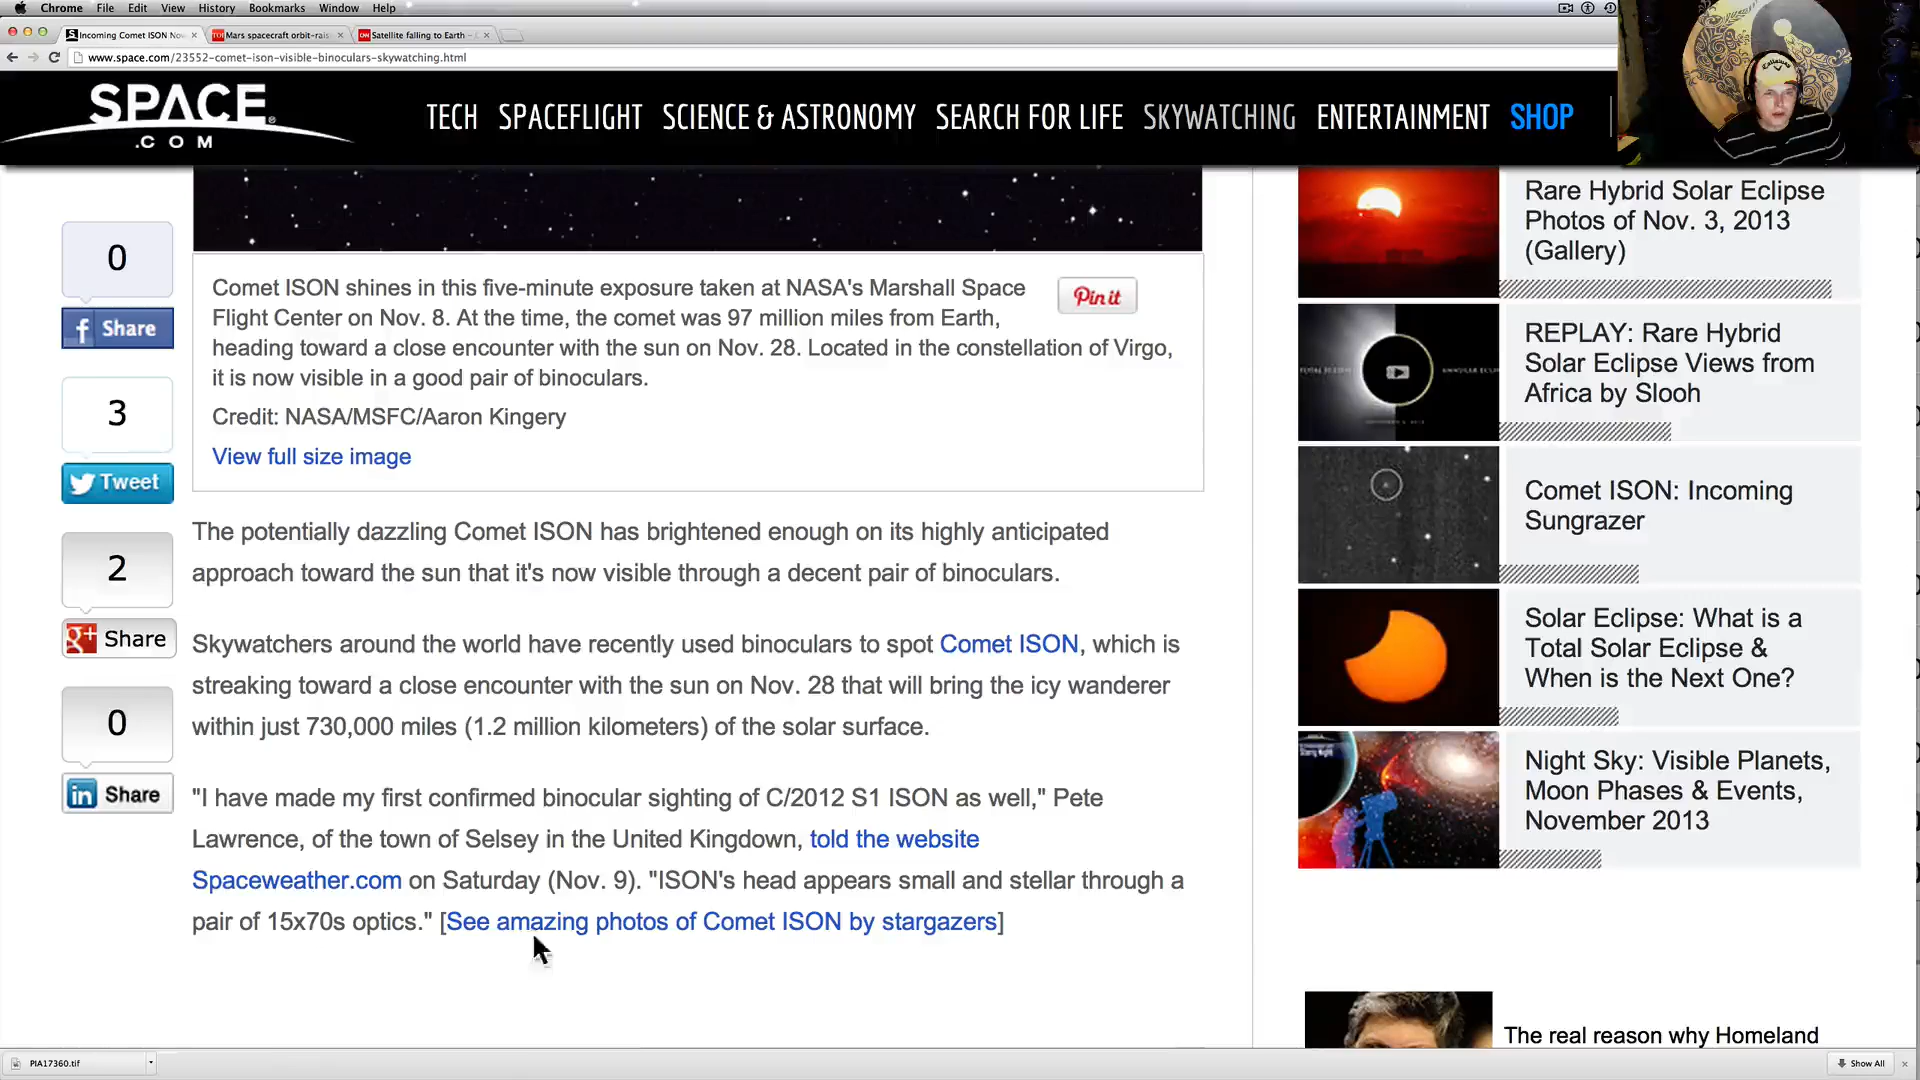 Chrome File Edit View History Bookmarks Window Help
Incoming Comet ISON Now
Mars spacecraft orbit-rais
Satellite falling to Earth –
www.space.com/23552-comet-ison-visible-binoculars-skywatching.html
SPACE
.COM
TECH SPACEFLIGHT SCIENCE & ASTRONOMY SEARCH FOR LIFE SKYWATCHING ENTERTAINMENT SHOP
Callaway
0
Share
3
Tweet
2
Share
0
Share
Comet ISON shines in this five-minute exposure taken at NASA's Marshall Space
Flight Center on Nov. 8. At the time, the comet was 97 million miles from Earth,
heading toward a close encounter with the sun on Nov. 28. Located in the constellation of Virgo,
it is now visible in a good pair of binoculars.
Pin it
Credit: NASA/MSFC/Aaron Kingery
View full size image
The potentially dazzling Comet ISON has brightened enough on its highly anticipated
approach toward the sun that it's now visible through a decent pair of binoculars.
Skywatchers around the world have recently used binoculars to spot Comet ISON, which is
streaking toward a close encounter with the sun on Nov. 28 that will bring the icy wanderer
within just 730,000 miles (1.2 million kilometers) of the solar surface.
"I have made my first confirmed binocular sighting of C/2012 S1 ISON as well," Pete
Lawrence, of the town of Selsey in the United Kingdown, told the website
Spaceweather.com on Saturday (Nov. 9). "ISON's head appears small and stellar through a
pair of 15x70s optics." [See amazing photos of Comet ISON by stargazers]
Rare Hybrid Solar Eclipse
Photos of Nov. 3, 2013
(Gallery)
REPLAY: Rare Hybrid
Solar Eclipse Views from
Africa by Slooh
Comet ISON: Incoming
Sungrazer
Solar Eclipse: What is a
Total Solar Eclipse &
When is the Next One?
Night Sky: Visible Planets,
Moon Phases & Events,
November 2013
The real reason why Homeland
PIA17360.tif
Show All